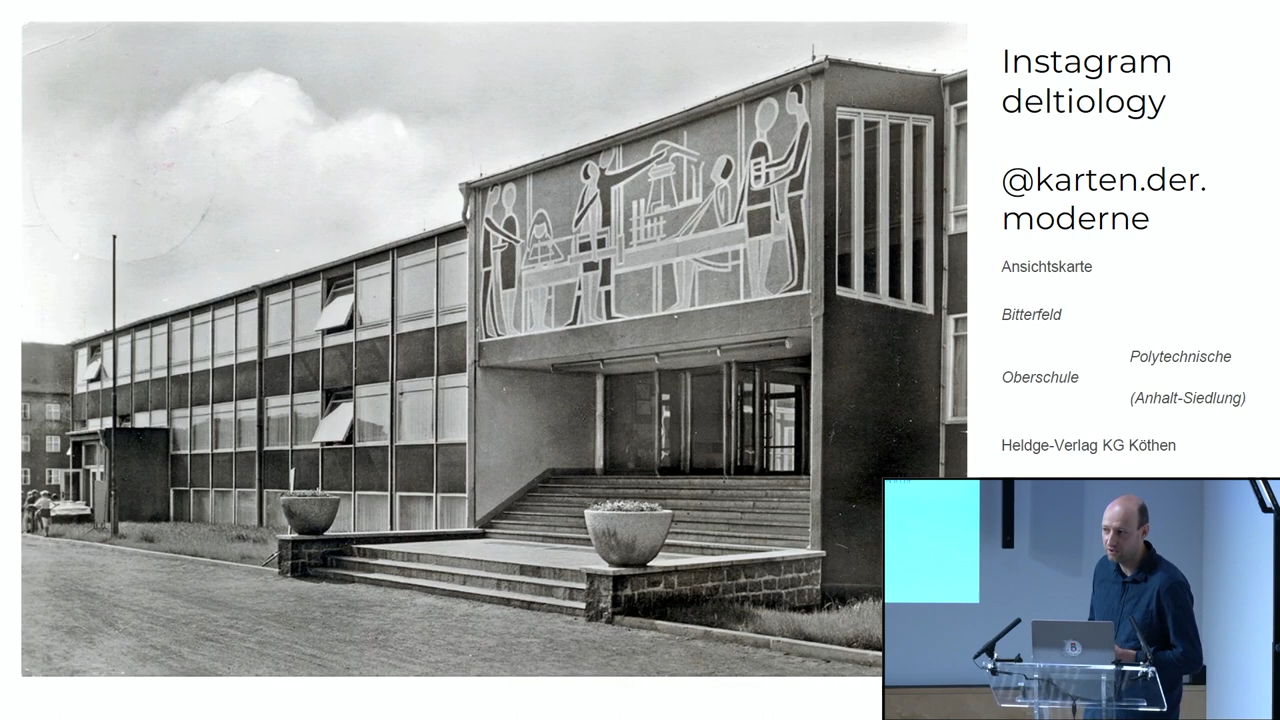 Instagram
deltiology
@karten.der.
moderne
Ansichtskarte
Bitterfeld
Polytechnische
Oberschule
(Anhalt-Siedlung)
Heldge-Verlag KG Köthen
B